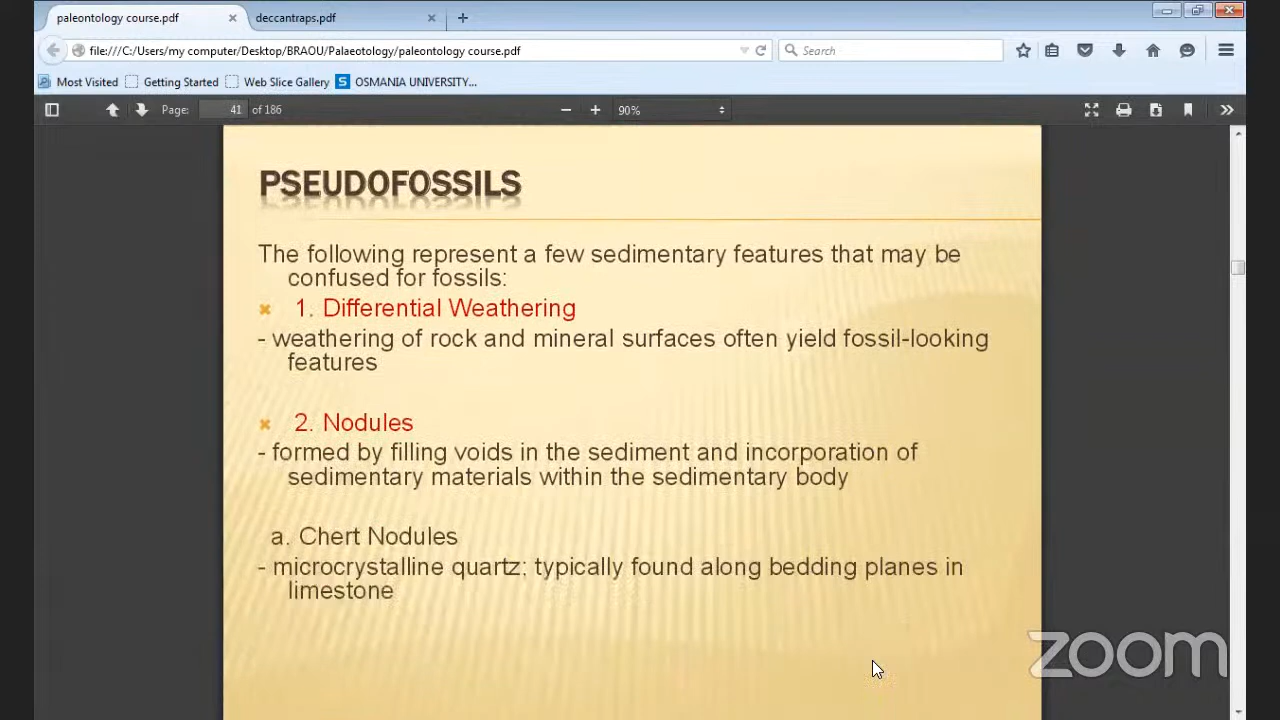 paleontology course.pdf
deccantraps.pdf
file:///C:/Users/my computer/Desktop/BRAOU/Palaeotology/paleontology course.pdf
Search
Most Visited
Getting Started
Web Slice Gallery
OSMANIA UNIVERSITY...
Page: 41 of 186
90%
PSEUDOFOSSILS
The following represent a few sedimentary features that may be
confused for fossils:
1. Differential Weathering
- weathering of rock and mineral surfaces often yield fossil-looking
features
2. Nodules
- formed by filling voids in the sediment and incorporation of
sedimentary materials within the sedimentary body
a. Chert Nodules
- microcrystalline quartz; typically found along bedding planes in
limestone
zoom